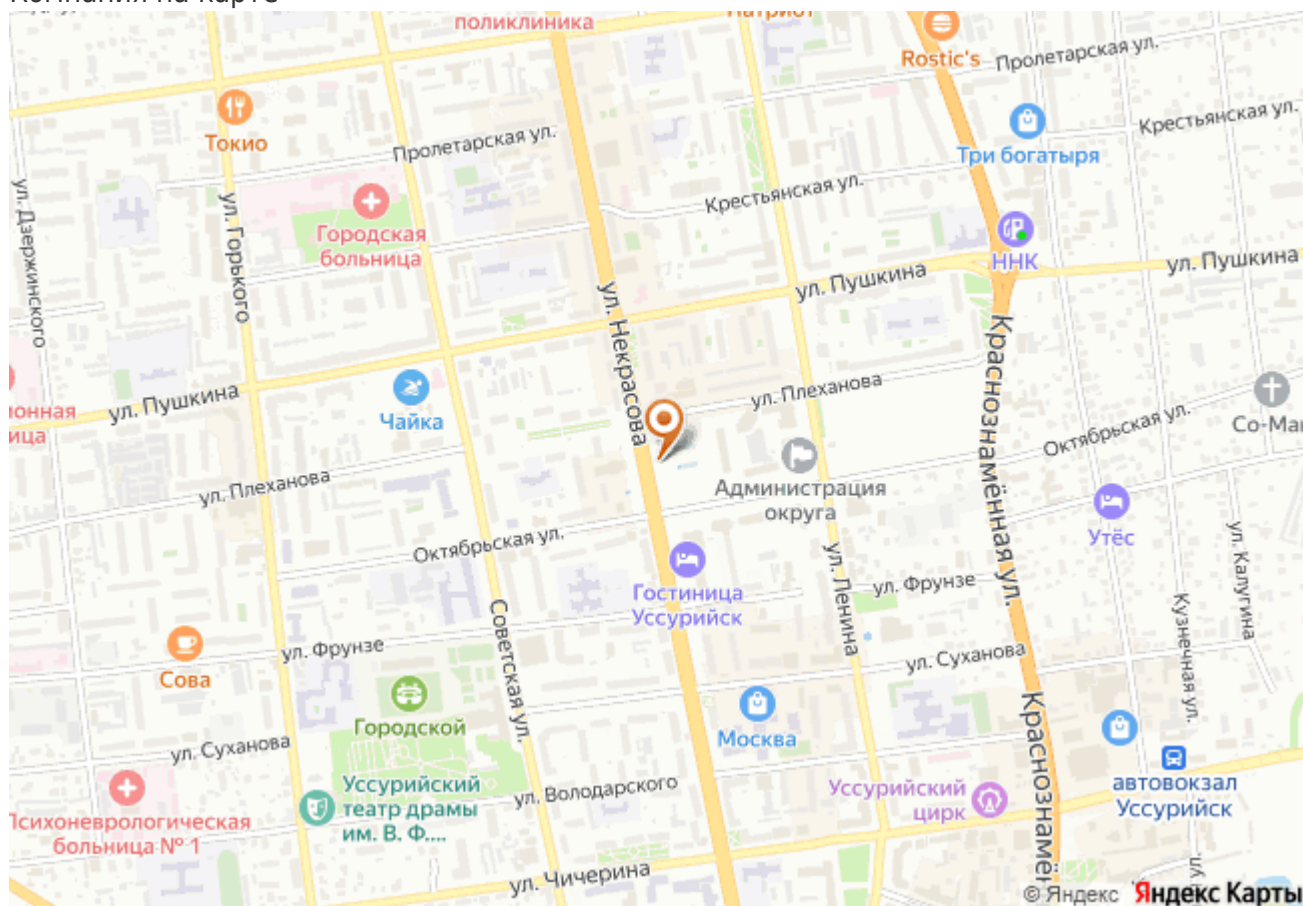 поликлиника
Rostic's
Пролетарская ул.
Токио
Пролетарская ул.
Три богатыря
Крестьянская ул.
ул. Дзержинского
ул. Горького
Городская
больница
Крестьянская ул.
ННК
ул. Пушкина
ул. Пушкина
ул. Некрасова
Краснознамённая ул.
ул. Пушкина
Чайка
ул. Плеханова
Октябрьская ул.
ул. Плеханова
Администрация
округа
Утёс
Октябрьская ул.
Гостиница
Уссурийск
ул. Ленина
ул. Фрунзе
ул. Калугина
Кузнечная ул.
Советская ул.
ул. Фрунзе
Сова
ул. Суханова
Городской
Москва
ул. Суханова
Уссурийский
театр драмы
им. В. Ф....
ул. Володарского
Уссурийский
цирк
автовокзал
Уссурийск
Психоневрологическая
больница № 1
ул. Чичерина
© Яндекс Яндекс Карты